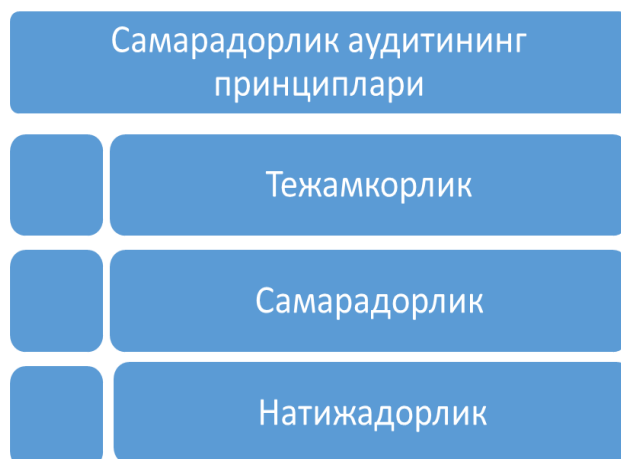 Самарадорлик аудитининг
принциплари
Тежамкорлик
Самарадорлик
Натижадорлик